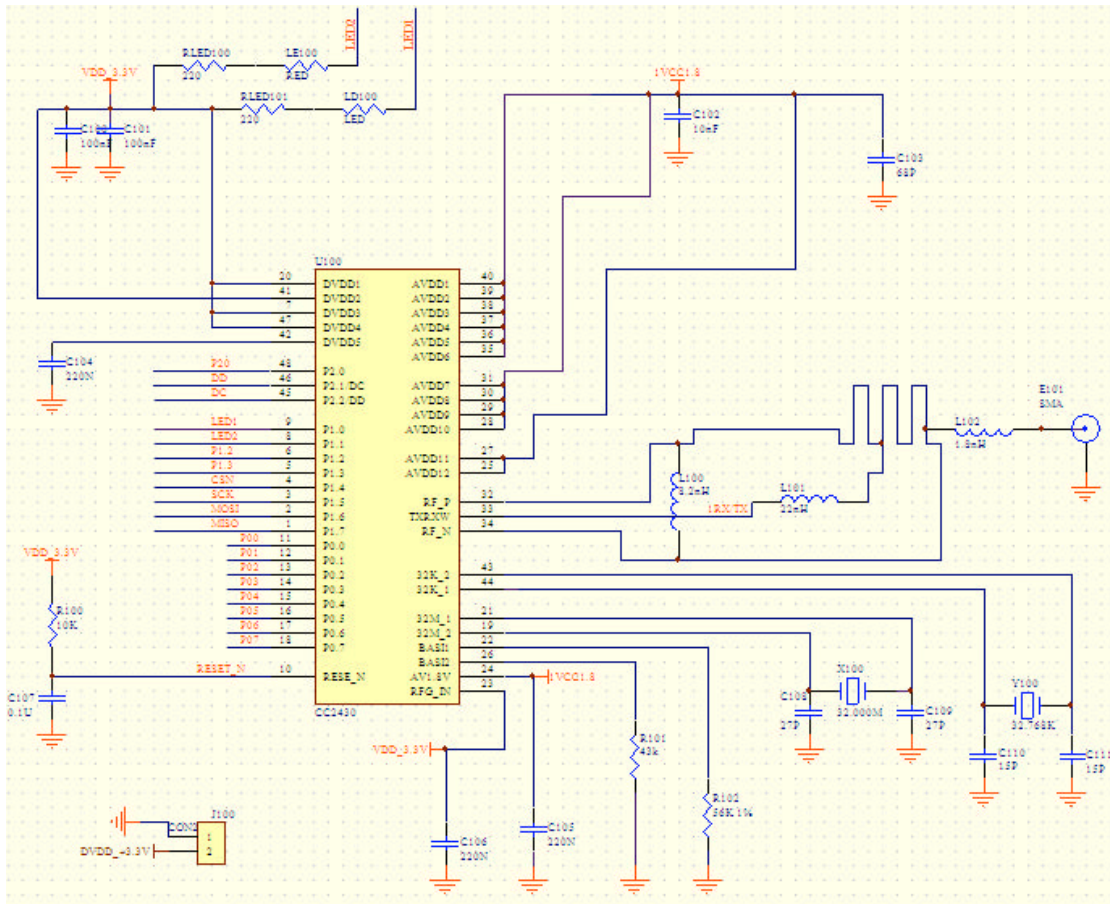 LED2
LED1
RLED100
220
LE100
RED
VDD_3.3V
RLED101
220
LD100
LED
C101
100nF
100nF
1VCC1.8
C102
10nF
C103
68P
U100
20 DVDD1
41 DVDD2
7 DVDD3
47 DVDD4
42 DVDD5
C104
220N
P20 48 P2.0
DD 46 P2.1/DC
DC 45 P2.2/DD
LED1 9 P1.0
LED2 8 P1.1
P1.2 6 P1.2
P1.3 5 P1.3
CSN 4 P1.4
SCK 3 P1.5
MOSI 2 P1.6
MISO 1 P1.7
P00 11 P0.0
P01 12 P0.1
P02 13 P0.2
P03 14 P0.3
P04 15 P0.4
P05 16 P0.5
P06 17 P0.6
P07 18 P0.7
RESET_N 10 RESE_N
CC2430
AVDD1 40
AVDD2 39
AVDD3 38
AVDD4 37
AVDD5 36
AVDD6 35
AVDD7 31
AVDD8 30
AVDD9 29
AVDD10 28
AVDD11 27
AVDD12 25
RF_P 32
TXRXW 33
RF_N 34
32K_2 43
32K_1 44
32M_1 21
32M_2 19
BASI1 22
BASI2 26
AV1.8V 24
RFG_IN 23
1VCC1.8
L100
8.2nH
1RX/TX
L101
22nH
L102
1.8nH
E101
SMA
VDD_3.3V
R100
10K
C107
0.1U
VDD_3.3V
C106
220N
C105
220N
R101
43k
R102
56K 1%
C108
27P
X100
32.000M
C109
27P
Y100
32.768K
C110
15P
C111
15P
J100
CON2
1
2
DVDD_+3.3V